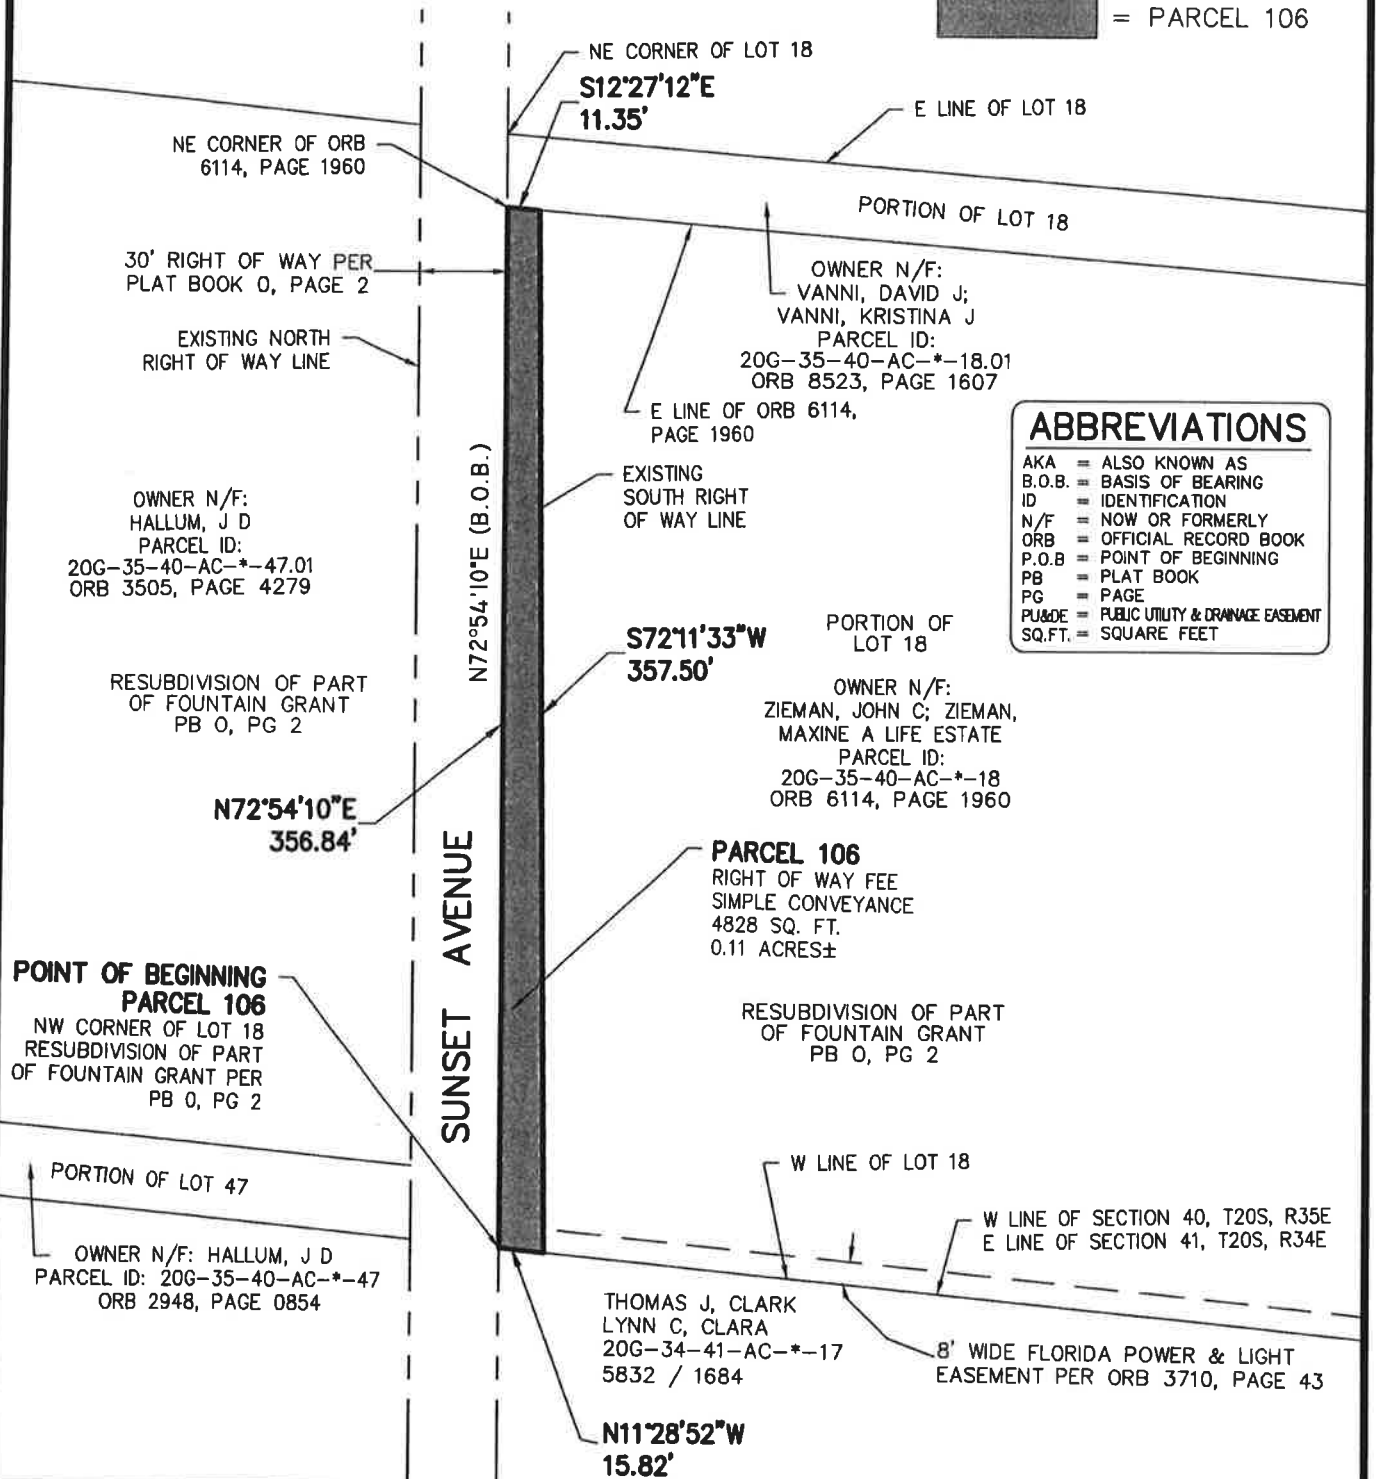 = PARCEL 106
NE CORNER OF LOT 18
S12°27'12"E
11.35'
E LINE OF LOT 18
NE CORNER OF ORB
6114, PAGE 1960
PORTION OF LOT 18
30' RIGHT OF WAY PER
PLAT BOOK O, PAGE 2
EXISTING NORTH
RIGHT OF WAY LINE
OWNER N/F:
VANNI, DAVID J;
VANNI, KRISTINA J
PARCEL ID:
20G-35-40-AC-*-18.01
ORB 8523, PAGE 1607
E LINE OF ORB 6114,
PAGE 1960
ABBREVIATIONS
AKA = ALSO KNOWN AS
B.O.B. = BASIS OF BEARING
ID = IDENTIFICATION
N/F = NOW OR FORMERLY
ORB = OFFICIAL RECORD BOOK
P.O.B = POINT OF BEGINNING
PB = PLAT BOOK
PG = PAGE
PU&DE = PUBLIC UTILITY & DRAINAGE EASEMENT
SQ.FT. = SQUARE FEET
N72°54'10"E (B.O.B.)
EXISTING
SOUTH RIGHT
OF WAY LINE
OWNER N/F:
HALLUM, J D
PARCEL ID:
20G-35-40-AC-*-47.01
ORB 3505, PAGE 4279
S72°11'33"W
357.50'
PORTION OF
LOT 18
RESUBDIVISION OF PART
OF FOUNTAIN GRANT
PB O, PG 2
OWNER N/F:
ZIEMAN, JOHN C; ZIEMAN,
MAXINE A LIFE ESTATE
PARCEL ID:
20G-35-40-AC-*-18
ORB 6114, PAGE 1960
N72°54'10"E
356.84'
SUNSET AVENUE
PARCEL 106
RIGHT OF WAY FEE
SIMPLE CONVEYANCE
4828 SQ. FT.
0.11 ACRES±
POINT OF BEGINNING
PARCEL 106
NW CORNER OF LOT 18
RESUBDIVISION OF PART
OF FOUNTAIN GRANT PER
PB O, PG 2
RESUBDIVISION OF PART
OF FOUNTAIN GRANT
PB O, PG 2
PORTION OF LOT 47
W LINE OF LOT 18
W LINE OF SECTION 40, T20S, R35E
E LINE OF SECTION 41, T20S, R34E
OWNER N/F: HALLUM, J D
PARCEL ID: 20G-35-40-AC-*-47
ORB 2948, PAGE 0854
THOMAS J, CLARK
LYNN C, CLARA
20G-34-41-AC-*-17
5832 / 1684
8' WIDE FLORIDA POWER & LIGHT
EASEMENT PER ORB 3710, PAGE 43
N11°28'52"W
15.82'